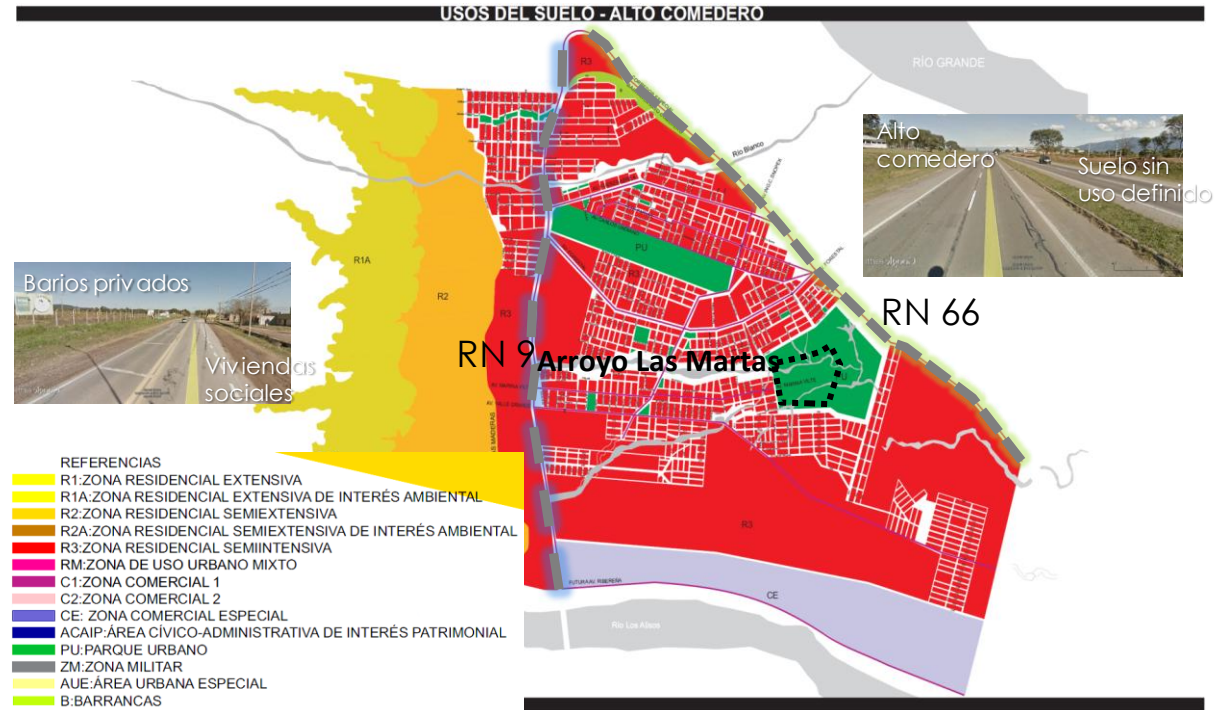 USOS DEL SUELO - ALTO COMEDERO
R3
RÍO GRANDE
Alto
comedero
Suelo sin
uso definido
Río Blanco
PU
R1A
R3
R2
Barios privados
R3
RN 66
RN 9
Arroyo Las Martas
Viviendas
sociales
REFERENCIAS
R1:ZONA RESIDENCIAL EXTENSIVA
R1A:ZONA RESIDENCIAL EXTENSIVA DE INTERÉS AMBIENTAL
R2:ZONA RESIDENCIAL SEMIEXTENSIVA
R2A:ZONA RESIDENCIAL SEMIEXTENSIVA DE INTERÉS AMBIENTAL
R3:ZONA RESIDENCIAL SEMIINTENSIVA
RM:ZONA DE USO URBANO MIXTO
C1:ZONA COMERCIAL 1
C2:ZONA COMERCIAL 2
CE: ZONA COMERCIAL ESPECIAL
ACAIP:ÁREA CÍVICO-ADMINISTRATIVA DE INTERÉS PATRIMONIAL
PU:PARQUE URBANO
ZM:ZONA MILITAR
AUE:ÁREA URBANA ESPECIAL
B:BARRANCAS
R3
FUTURA AV. RIBEREÑA
CE
Río Los Alisos